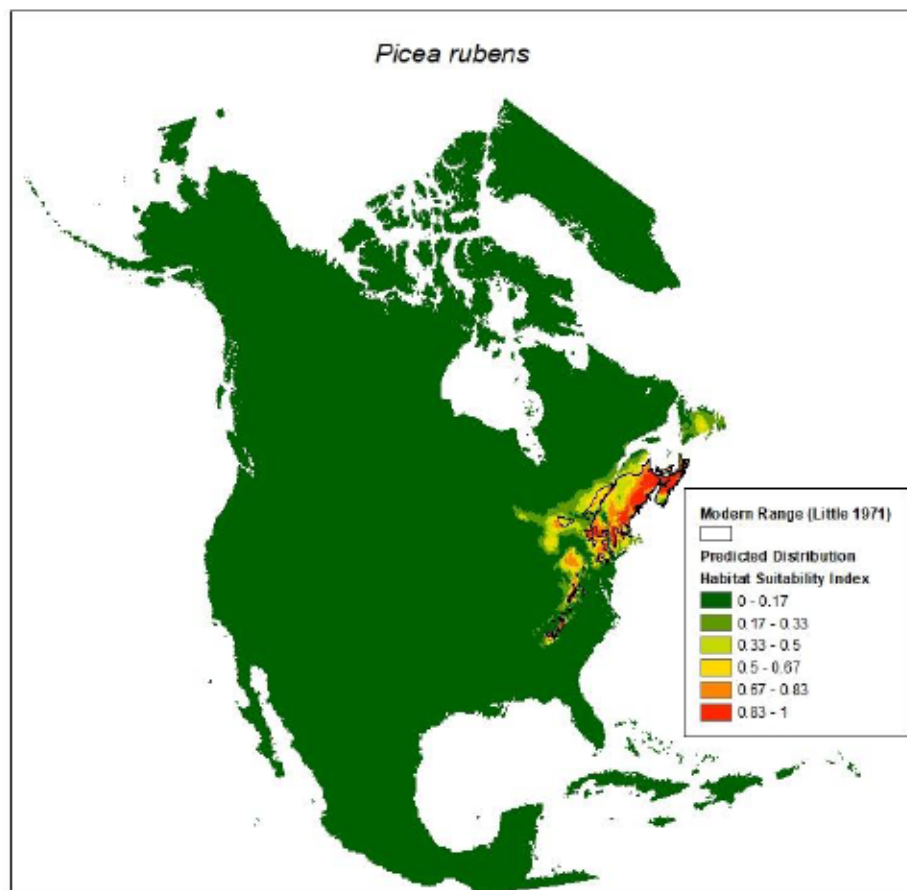 Picea rubens
Modern Range (Little 1971)
Predicted Distribution
Habitat Suitability Index
0 - 0.17
0.17 - 0.33
0.33 - 0.5
0.5 - 0.67
0.67 - 0.83
0.83 - 1